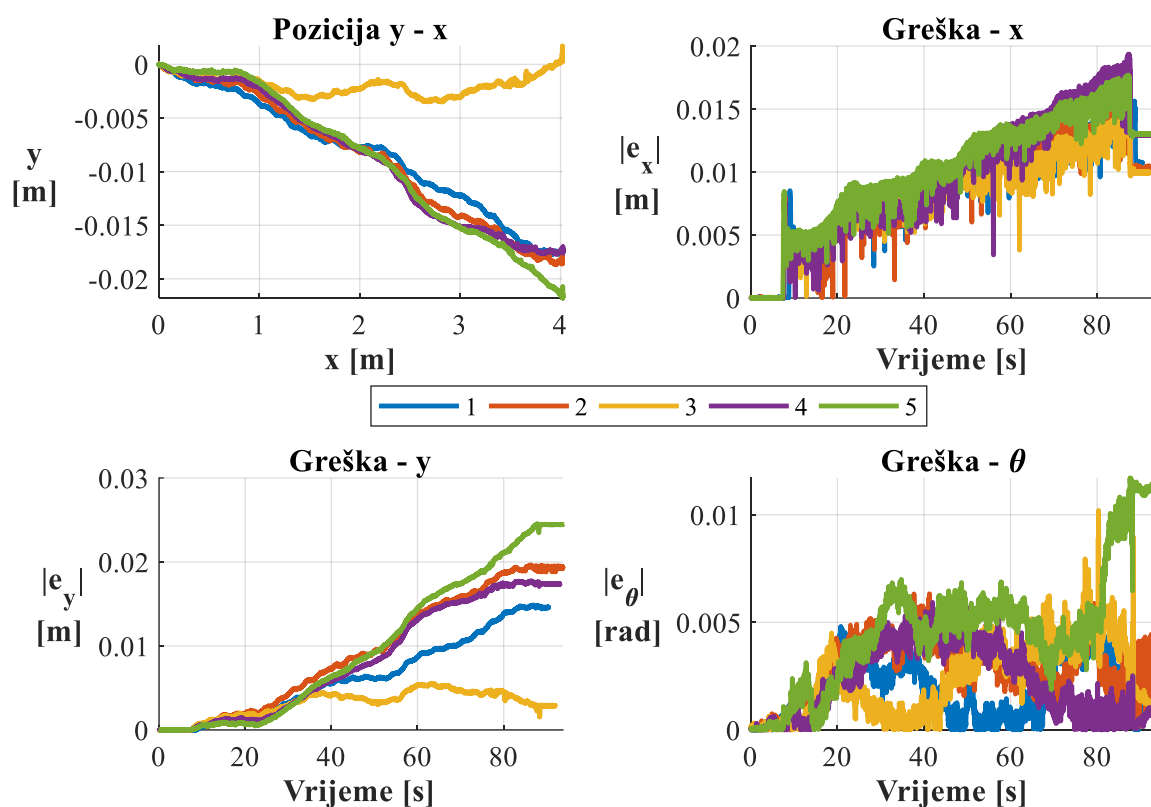 Pozicija y - x
0
-0.005
-0.01
-0.015
-0.02
y
[m]
0 1 2 3 4
x [m]
Greška - x
0.02
0.015
0.01
0.005
0
|e_x|
[m]
0 20 40 60 80
Vrijeme [s]
1 2 3 4 5
Greška - y
0.03
0.02
0.01
0
|e_y|
[m]
0 20 40 60 80
Vrijeme [s]
Greška - θ
0.01
0.005
0
|e_θ|
[rad]
0 20 40 60 80
Vrijeme [s]